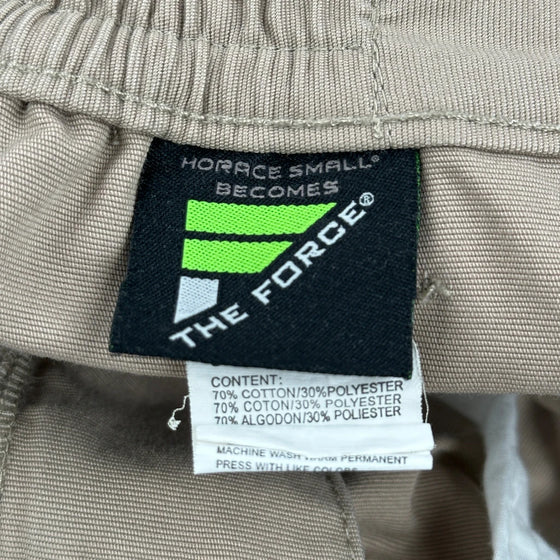 HORACE SMALL®
BECOMES
THE FORCE®
CONTENT:
70% COTTON/30%POLYESTER
70% COTON/30% POLYESTER
70% ALGODON/30% POLIESTER
MACHINE WASH WARM PERMANENT
PRESS WITH LIKE COLORS